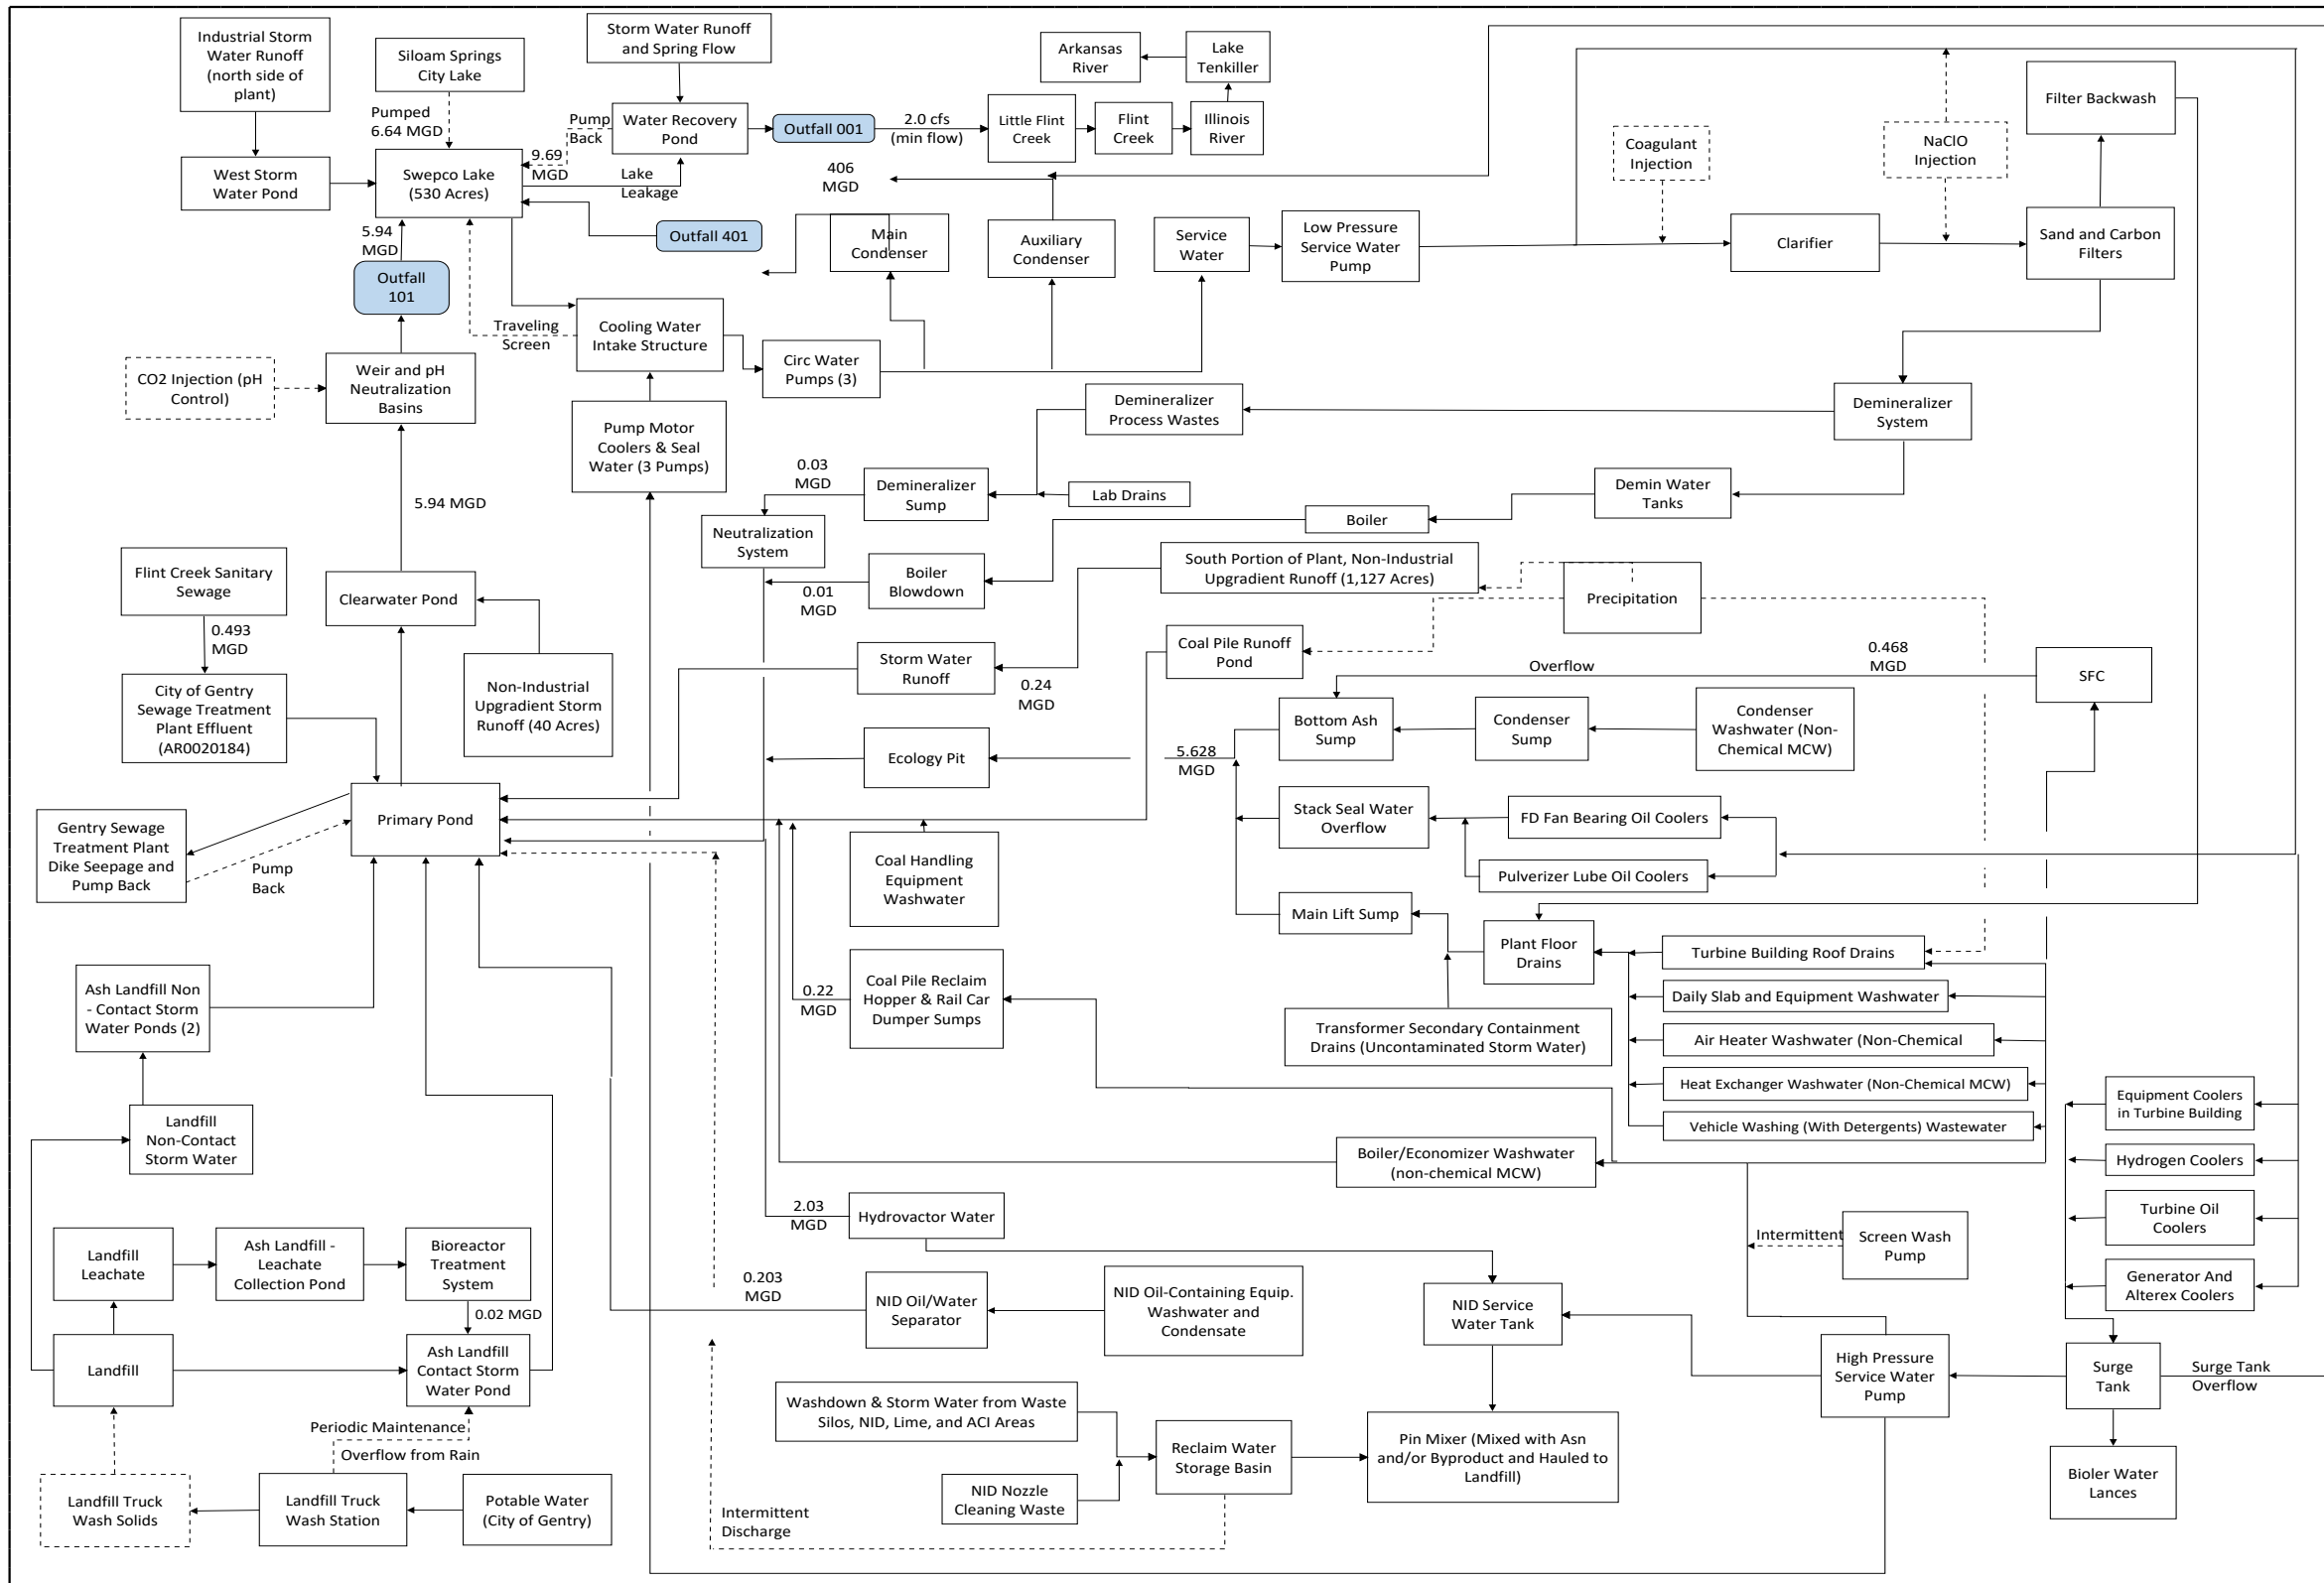 Industrial Storm
Water Runoff
(north side of
plant)
Siloam Springs
City Lake
Storm Water Runoff
and Spring Flow
Arkansas
River
Lake
Tenkiller
Filter Backwash
Pumped
6.64 MGD
Pump
Back
Water Recovery
Pond
Outfall 001
2.0 cfs
(min flow)
Little Flint
Creek
Flint
Creek
Illinois
River
Coagulant
Injection
NaClO
Injection
West Storm
Water Pond
Swepco Lake
(530 Acres)
9.69
MGD
Lake
Leakage
406
MGD
5.94
MGD
Outfall 401
Main
Condenser
Auxiliary
Condenser
Service
Water
Low Pressure
Service Water
Pump
Clarifier
Sand and Carbon
Filters
Outfall
101
Traveling
Screen
Cooling Water
Intake Structure
Circ Water
Pumps (3)
CO2 Injection (pH
Control)
Weir and pH
Neutralization
Basins
Pump Motor
Coolers & Seal
Water (3 Pumps)
Demineralizer
Process Wastes
Demineralizer
System
0.03
MGD
Demineralizer
Sump
Lab Drains
Demin Water
Tanks
5.94 MGD
Neutralization
System
Boiler
Flint Creek Sanitary
Sewage
Clearwater Pond
0.01
MGD
Boiler
Blowdown
South Portion of Plant, Non-Industrial
Upgradient Runoff (1,127 Acres)
Precipitation
0.493
MGD
City of Gentry
Sewage Treatment
Plant Effluent
(AR0020184)
Non-Industrial
Upgradient Storm
Runoff (40 Acres)
Storm Water
Runoff
0.24
MGD
Coal Pile Runoff
Pond
Overflow
0.468
MGD
SFC
Ecology Pit
5.628
MGD
Bottom Ash
Sump
Condenser
Sump
Condenser
Washwater (Non-
Chemical MCW)
Gentry Sewage
Treatment Plant
Dike Seepage and
Pump Back
Pump
Back
Primary Pond
Coal Handling
Equipment
Washwater
Stack Seal Water
Overflow
FD Fan Bearing Oil Coolers
Pulverizer Lube Oil Coolers
Main Lift Sump
Plant Floor
Drains
Turbine Building Roof Drains
Ash Landfill Non
- Contact Storm
Water Ponds (2)
0.22
MGD
Coal Pile Reclaim
Hopper & Rail Car
Dumper Sumps
Transformer Secondary Containment
Drains (Uncontaminated Storm Water)
Daily Slab and Equipment Washwater
Air Heater Washwater (Non-Chemical
Heat Exchanger Washwater (Non-Chemical MCW)
Vehicle Washing (With Detergents) Wastewater
Landfill
Non-Contact
Storm Water
Boiler/Economizer Washwater
(non-chemical MCW)
Equipment Coolers
in Turbine Building
Hydrogen Coolers
Turbine Oil
Coolers
Generator And
Alterex Coolers
2.03
MGD
Hydrovactor Water
Intermittent
Screen Wash
Pump
Landfill
Leachate
Ash Landfill -
Leachate
Collection Pond
Bioreactor
Treatment
System
0.02 MGD
0.203
MGD
NID Oil/Water
Separator
NID Oil-Containing Equip.
Washwater and
Condensate
NID Service
Water Tank
Landfill
Ash Landfill
Contact Storm
Water Pond
High Pressure
Service Water
Pump
Surge
Tank
Surge Tank
Overflow
Periodic Maintenance
Overflow from Rain
Washdown & Storm Water from Waste
Silos, NID, Lime, and ACI Areas
Reclaim Water
Storage Basin
Pin Mixer (Mixed with Asn
and/or Byproduct and Hauled to
Landfill)
Landfill Truck
Wash Solids
Landfill Truck
Wash Station
Potable Water
(City of Gentry)
Intermittent
Discharge
NID Nozzle
Cleaning Waste
Bioler Water
Lances